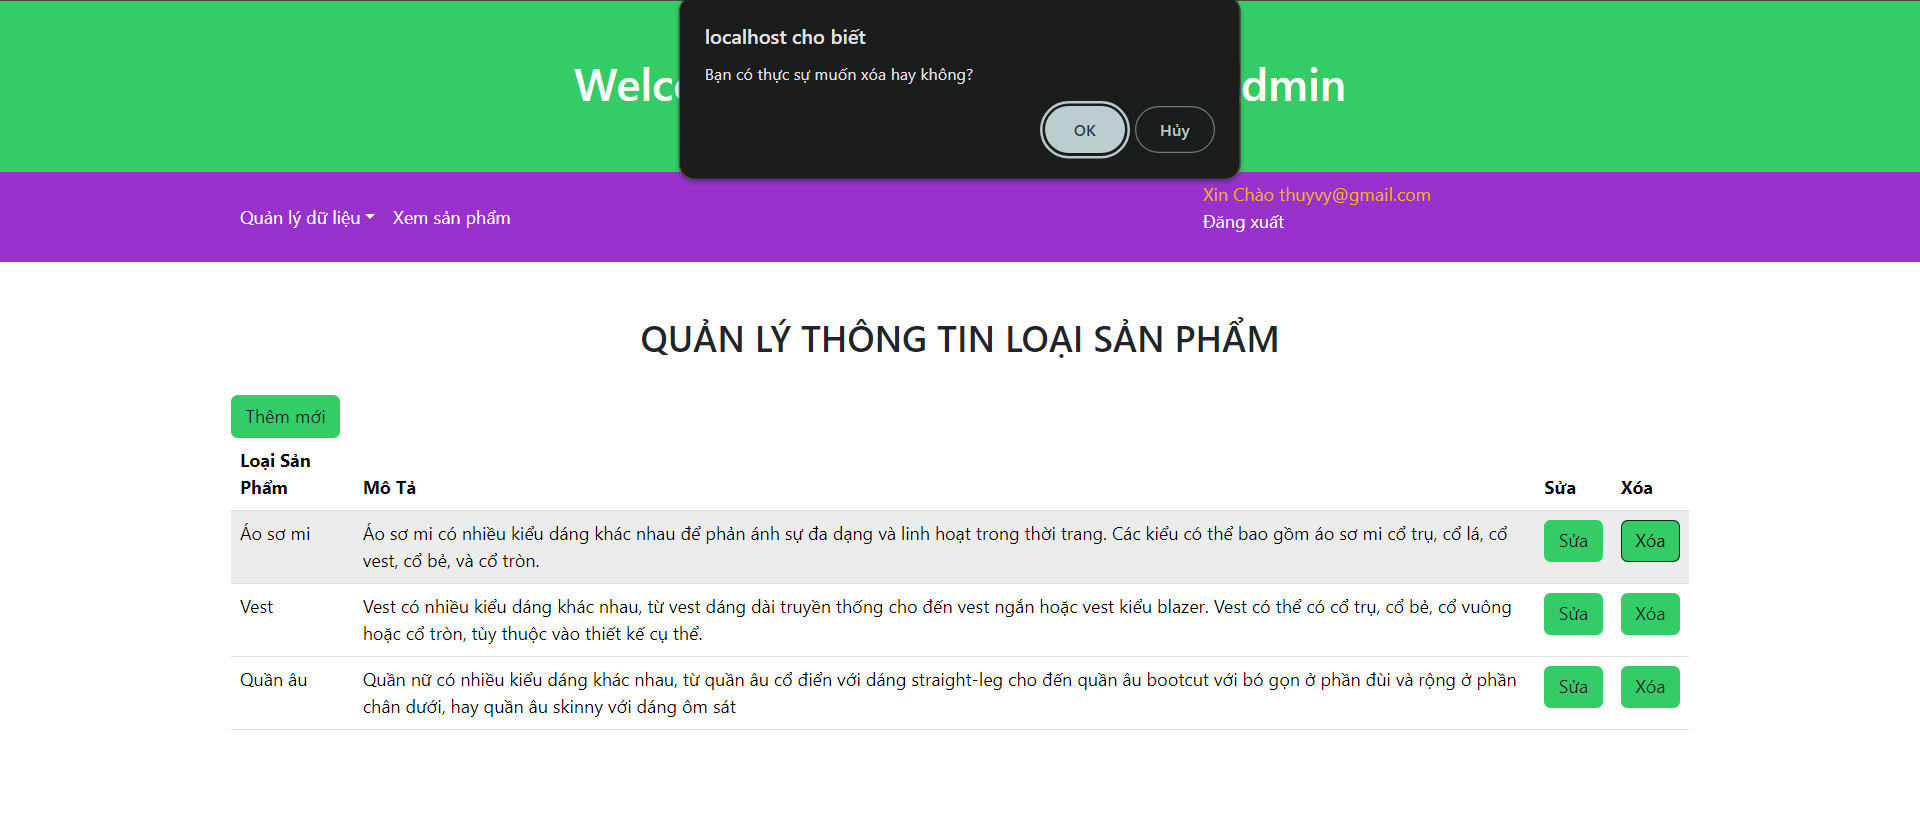 localhost cho biết
Bạn có thực sự muốn xóa hay không?
OK Hủy
Xin Chào thuyvy@gmail.com
Đăng xuất
Quản lý dữ liệu Xem sản phẩm
QUẢN LÝ THÔNG TIN LOẠI SẢN PHẨM
Thêm mới
Loại Sản
Phẩm Mô Tả Sửa Xóa
Áo sơ mi Áo sơ mi có nhiều kiểu dáng khác nhau để phản ánh sự đa dạng và linh hoạt trong thời trang. Các kiểu có thể bao gồm áo sơ mi cổ trụ, cổ lá, cổ Sửa Xóa
vest, cổ bẻ, và cổ tròn.
Vest Vest có nhiều kiểu dáng khác nhau, từ vest dáng dài truyền thống cho đến vest ngắn hoặc vest kiểu blazer. Vest có thể có cổ trụ, cổ bẻ, cổ vuông Sửa Xóa
hoặc cổ tròn, tùy thuộc vào thiết kế cụ thể.
Quần âu Quần nữ có nhiều kiểu dáng khác nhau, từ quần âu cổ điển với dáng straight-leg cho đến quần âu bootcut với bó gọn ở phần đùi và rộng ở phần Sửa Xóa
chân dưới, hay quần âu skinny với dáng ôm sát